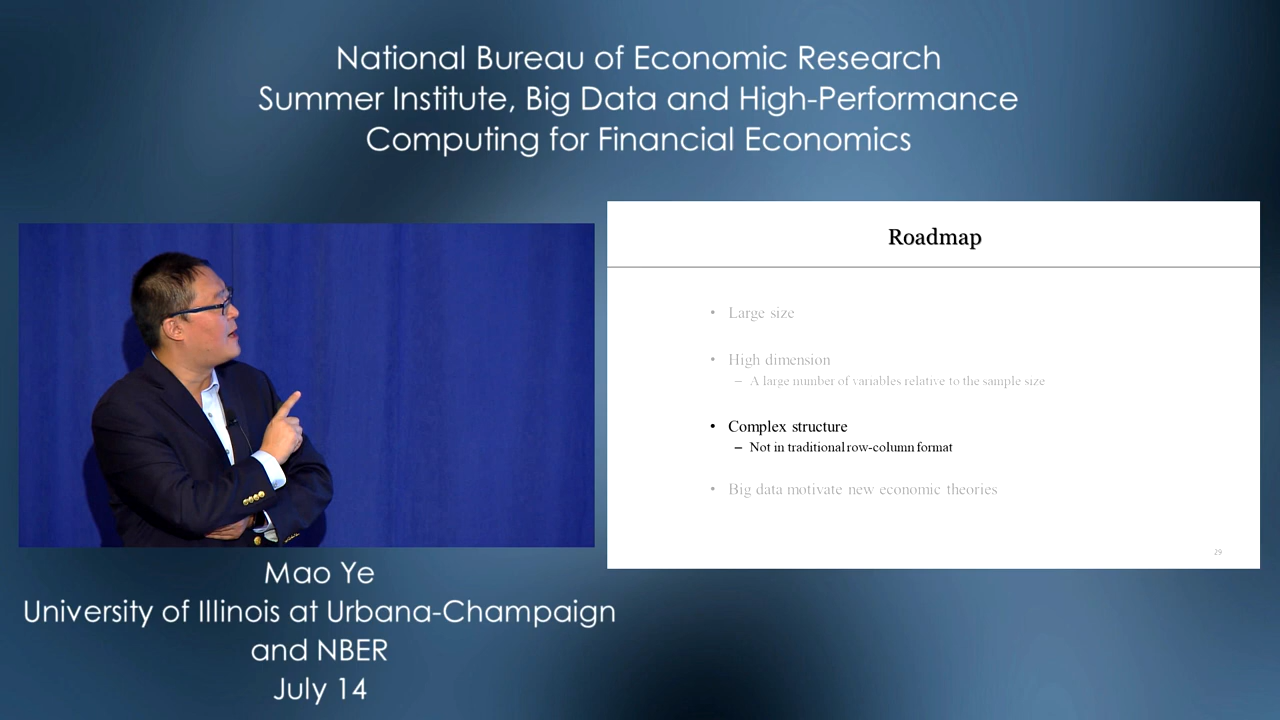 National Bureau of Economic Research
Summer Institute, Big Data and High-Performance
Computing for Financial Economics
Roadmap
• Large size
• High dimension
– A large number of variables relative to the sample size
• Complex structure
– Not in traditional row-column format
• Big data motivate new economic theories
29
Mao Ye
University of Illinois at Urbana-Champaign
and NBER
July 14